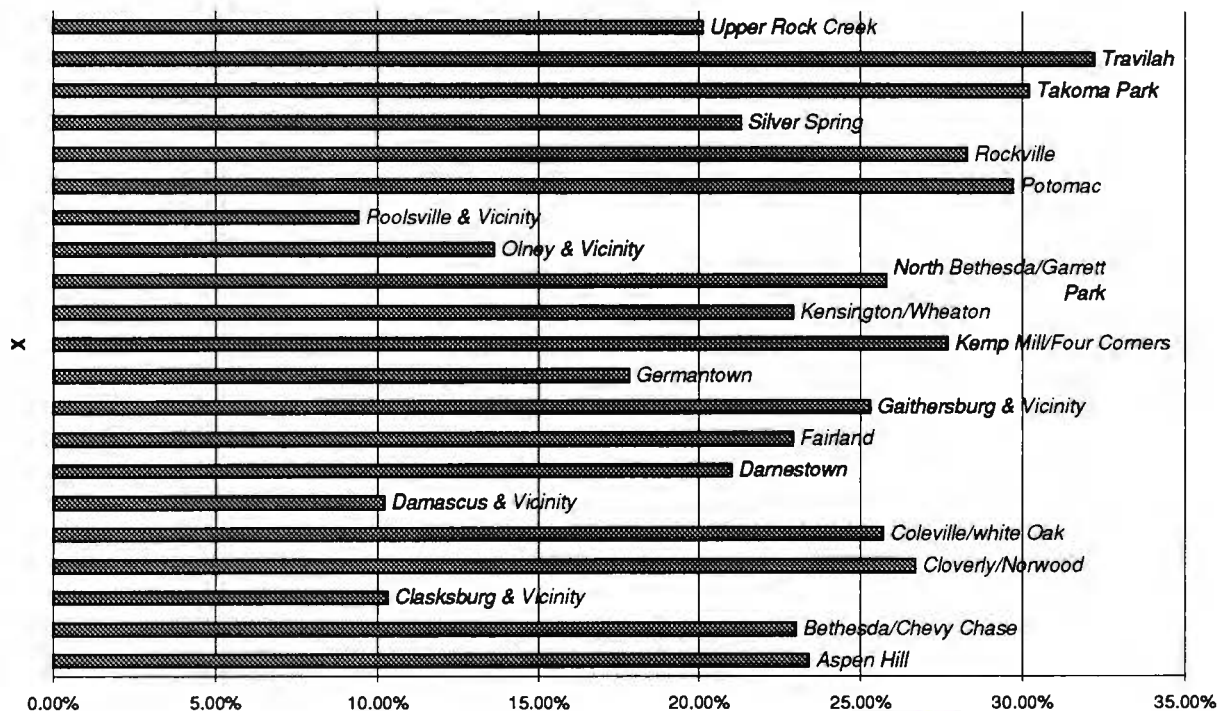 Upper Rock Creek
Travilah
Takoma Park
Silver Spring
Rockville
Potomac
Poolsville & Vicinity
Olney & Vicinity
North Bethesda/Garrett
Park
Kensington/Wheaton
X
Kemp Mill/Four Corners
Germantown
Gaithersburg & Vicinity
Fairland
Darnestown
Damascus & Vicinity
Coleville/white Oak
Cloverly/Norwood
Clasksburg & Vicinity
Bethesda/Chevy Chase
Aspen Hill
0.00% 5.00% 10.00% 15.00% 20.00% 25.00% 30.00% 35.00%